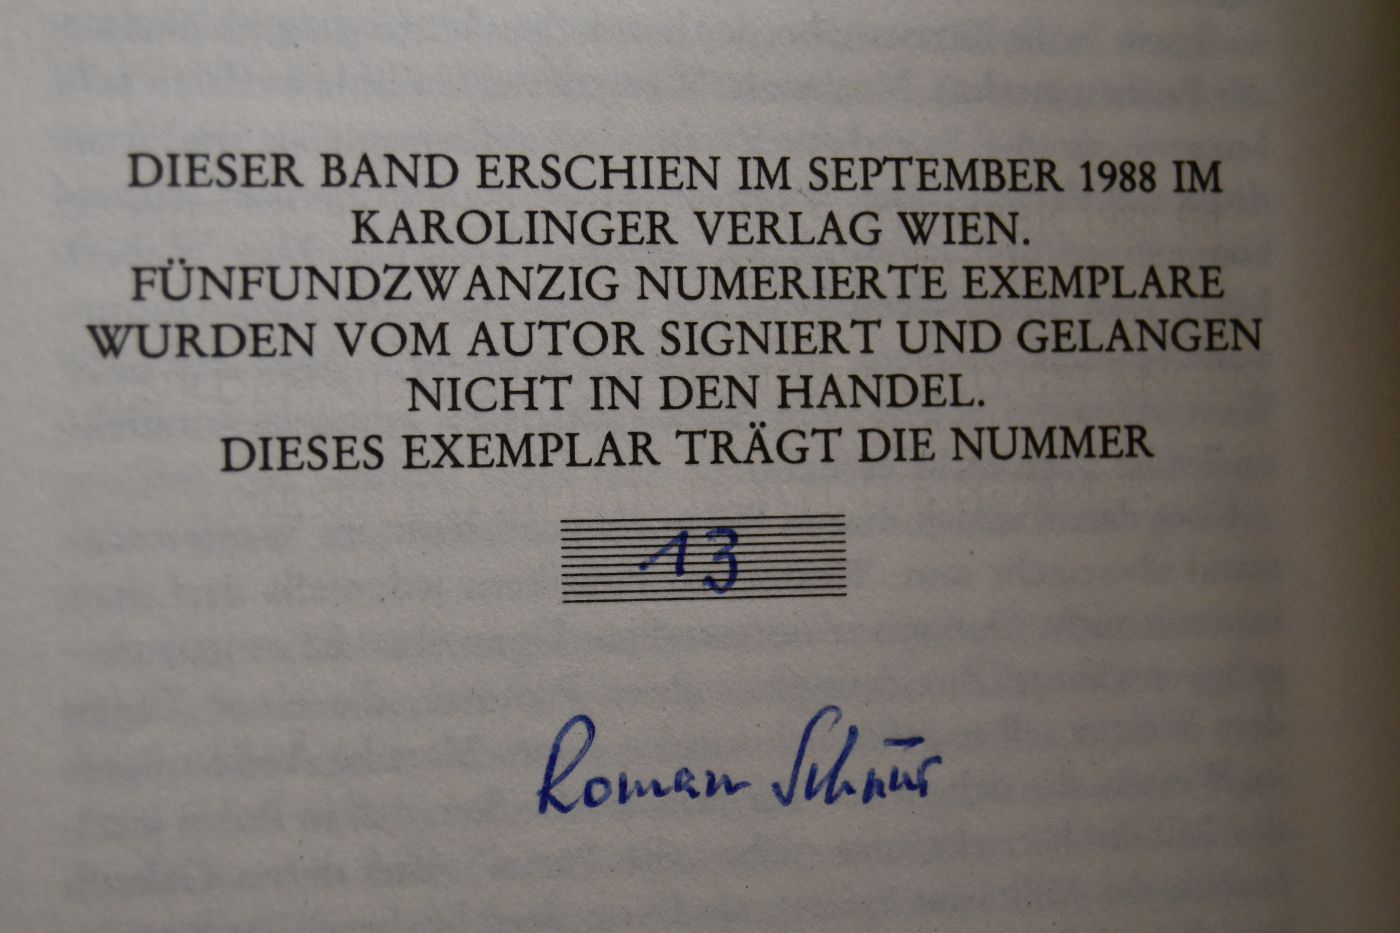 DIESER BAND ERSCHIEN IM SEPTEMBER 1988 IM
KAROLINGER VERLAG WIEN.
FÜNFUNDZWANZIG NUMERIERTE EXEMPLARE
WURDEN VOM AUTOR SIGNIERT UND GELANGEN
NICHT IN DEN HANDEL.
DIESES EXEMPLAR TRÄGT DIE NUMMER
13
Roman Schnur